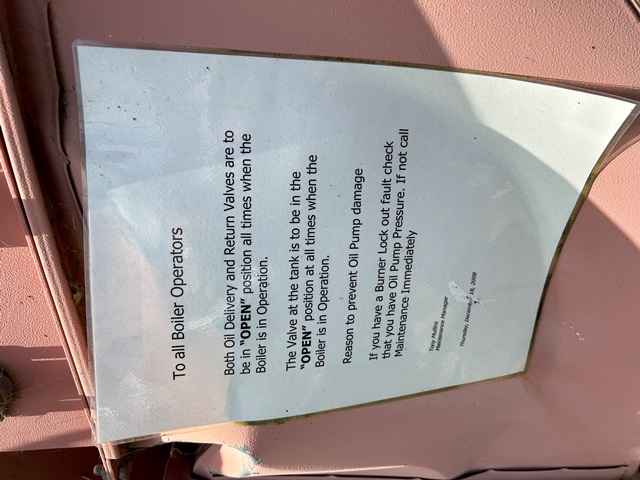 To all Boiler Operators
Both Oil Delivery and Return Valves are to
be in "OPEN" position all times when the
Boiler is in Operation.
The Valve at the tank is to be in the
"OPEN" position at all times when the
Boiler is in Operation.
Reason to prevent Oil Pump damage
If you have a Burner Lock out fault check
that you have Oil Pump Pressure. If not call
Maintenance Immediately
Tony
Maintenance Manager
Thursday, December 18, 2008